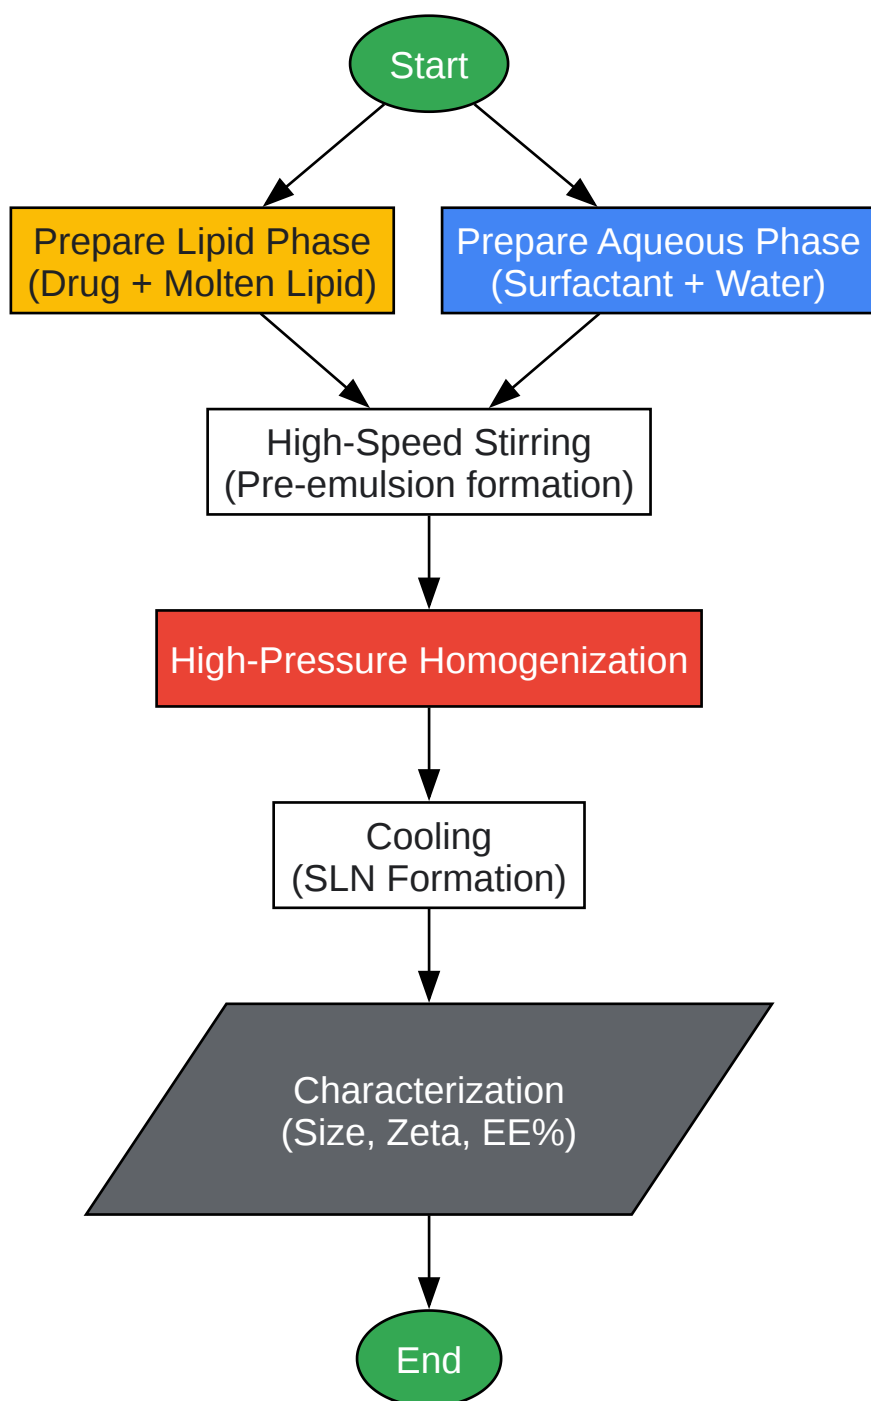 Start
Prepare Lipid Phase
(Drug + Molten Lipid)
Prepare Aqueous Phase
(Surfactant + Water)
High-Speed Stirring
(Pre-emulsion formation)
High-Pressure Homogenization
Cooling
(SLN Formation)
Characterization
(Size, Zeta, EE%)
End